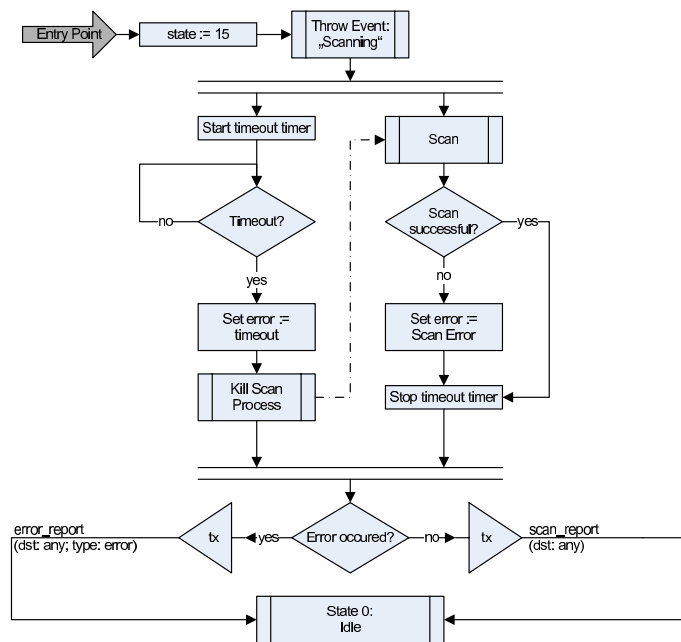 Entry Point
state := 15
Throw Event:
„Scanning“
Start timeout timer
Scan
Timeout?
no
Scan
successful?
yes
yes
no
Set error :=
timeout
Set error :=
Scan Error
Kill Scan
Process
Stop timeout timer
error_report
(dst: any; type: error)
tx
yes
Error occured?
no
tx
scan_report
(dst: any)
State 0:
Idle